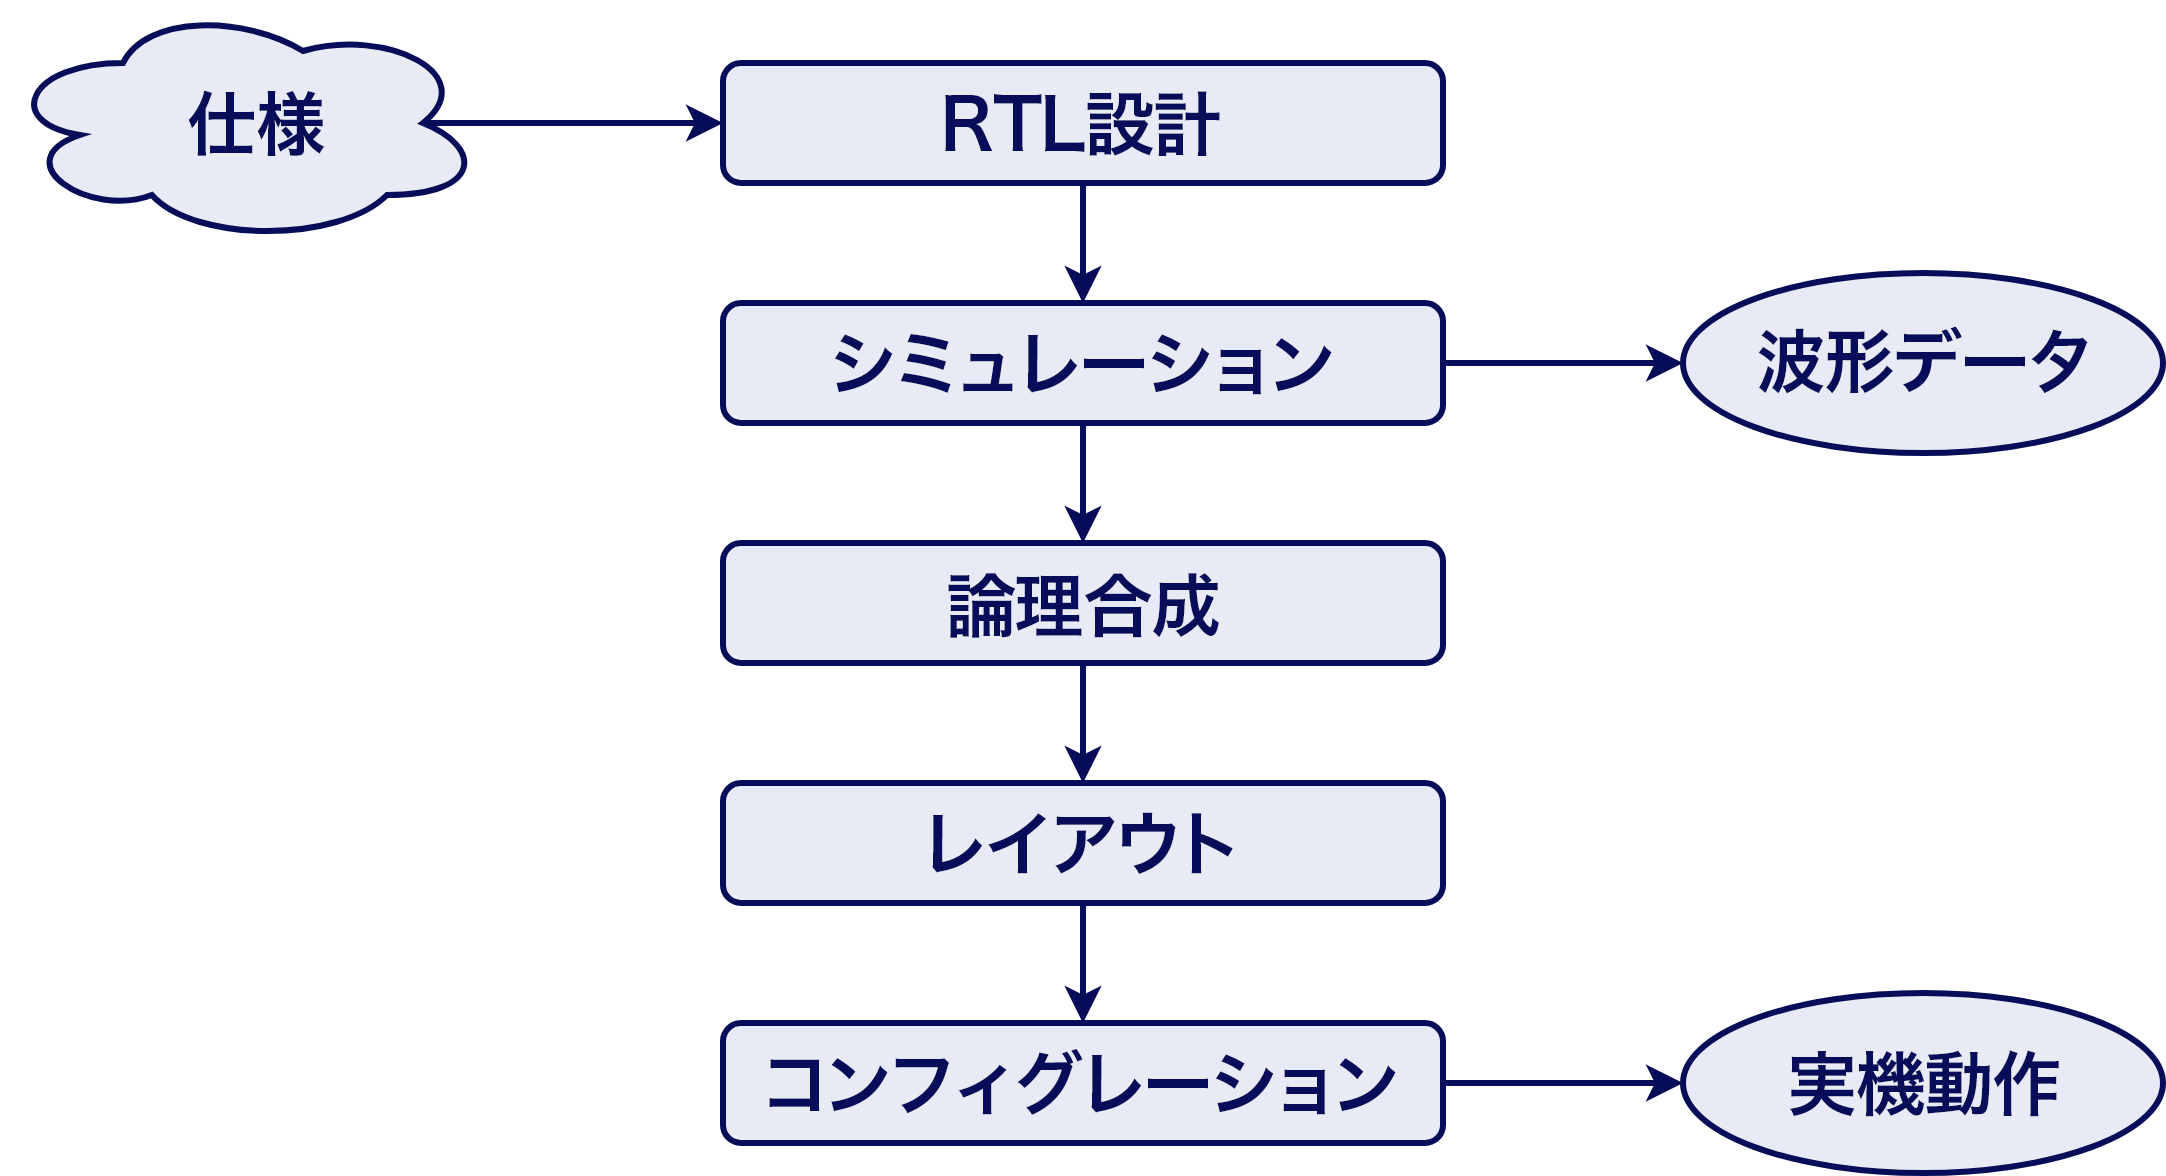 仕様
RTL設計
シミュレーション
波形データ
論理合成
レイアウト
コンフィグレーション
実機動作